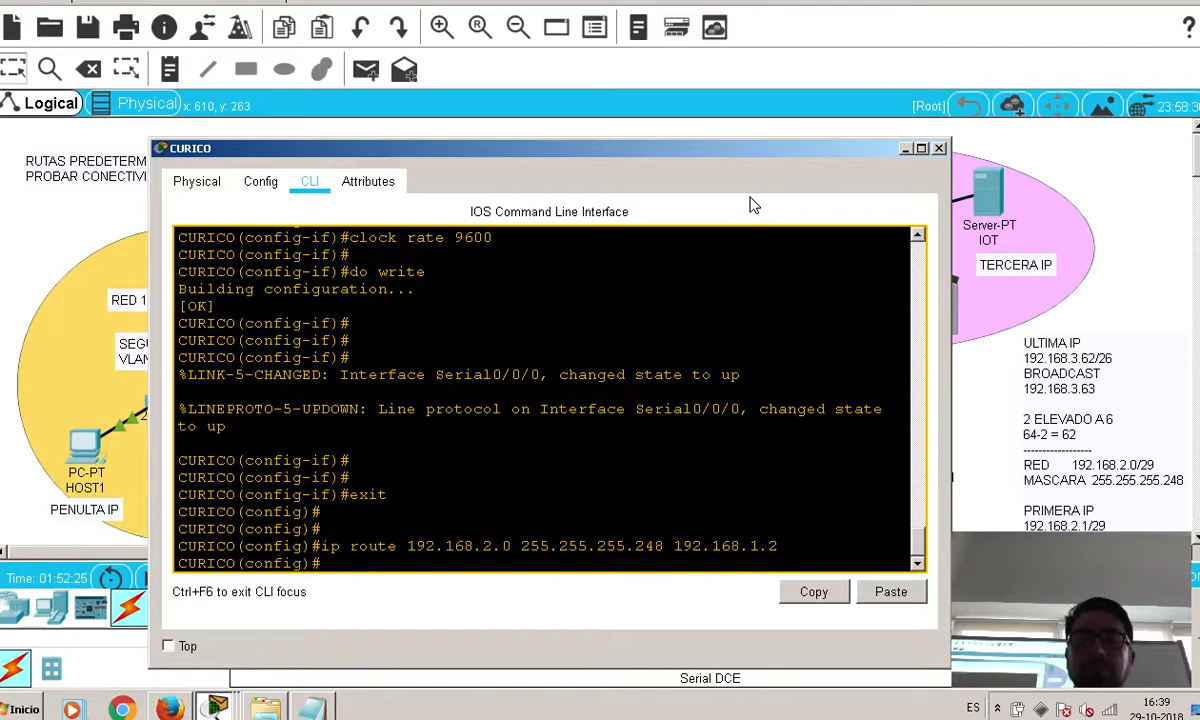 ?
Logical
Physical
x: 610, y: 263
[Root]
23:58:3
RUTAS PREDETERM
PROBAR CONECTIVI
CURICO
Physical
Config
CLI
Attributes
IOS Command Line Interface
CURICO(config-if)#clock rate 9600
CURICO(config-if)#
CURICO(config-if)#do write
Building configuration...
[OK]
CURICO(config-if)#
CURICO(config-if)#
CURICO(config-if)#
%LINK-5-CHANGED: Interface Serial0/0/0, changed state to up
%LINEPROTO-5-UPDOWN: Line protocol on Interface Serial0/0/0, changed state
to up
CURICO(config-if)#
CURICO(config-if)#
CURICO(config-if)#exit
CURICO(config)#
CURICO(config)#
CURICO(config)#ip route 192.168.2.0 255.255.255.248 192.168.1.2
CURICO(config)#
Ctrl+F6 to exit CLI focus
Copy
Paste
Top
RED 1
SEGU
VLAN
2
PC-PT
HOST1
PENULTA IP
Server-PT
IOT
TERCERA IP
ULTIMA IP
192.168.3.62/26
BROADCAST
192.168.3.63
2 ELEVADO A 6
64-2 = 62
------------------
RED 192.168.2.0/29
MASCARA 255.255.255.248
PRIMERA IP
192.168.2.1/29
Time: 01:52:25
Serial DCE
Inicio
ES
16:39
29-10-2018